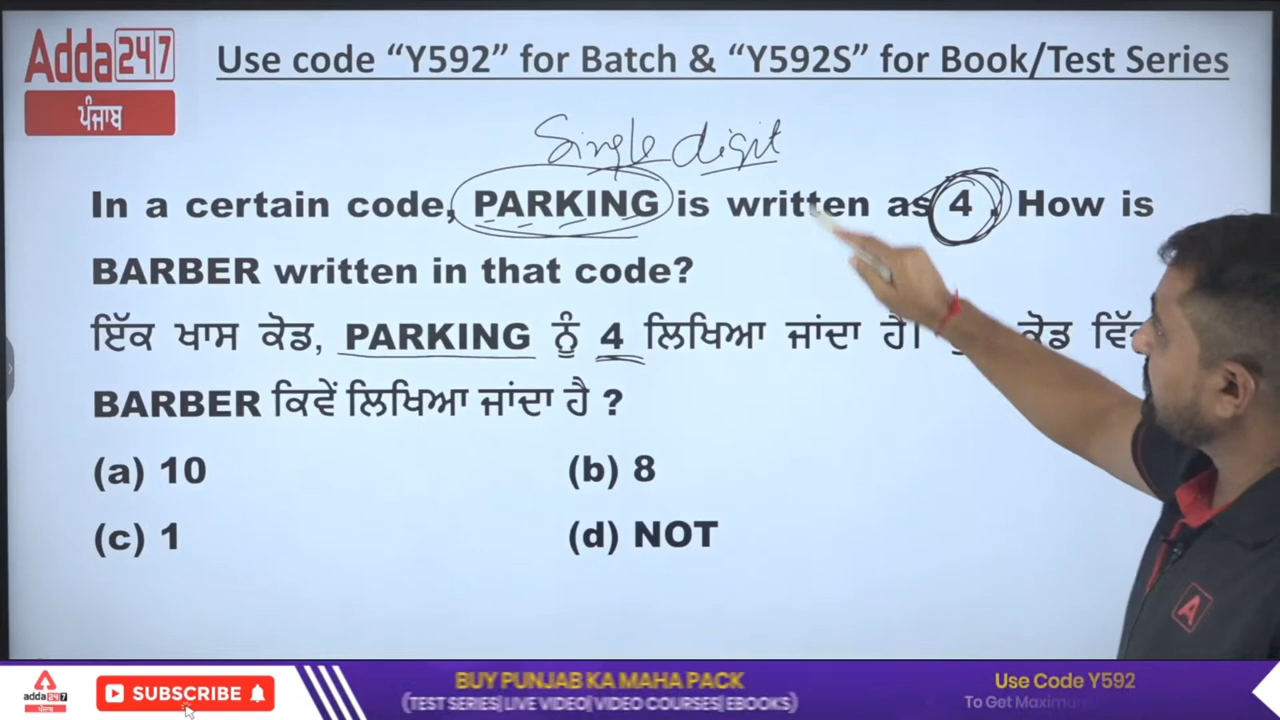 Adda247
ਪੰਜਾਬ
Use code “Y592” for Batch & “Y592S” for Book/Test Series
Single digit
In a certain code, PARKING is written as 4 . How is
BARBER written in that code?
ਇੱਕ ਖਾਸ ਕੋਡ, PARKING ਨੂੰ 4 ਲਿਖਿਆ ਜਾਂਦਾ ਹੈ। ਕੋਡ
BARBER ਕਿਵੇਂ ਲਿਖਿਆ ਜਾਂਦਾ ਹੈ ?
(a) 10 (b) 8
(c) 1 (d) NOT
A
adda247
ਪੰਜਾਬ
SUBSCRIBE
BUY PUNJAB KA MAHA PACK
(TEST SERIES| LIVE VIDEO| VIDEO COURSES| EBOOKS)
Use Code Y592
To Get